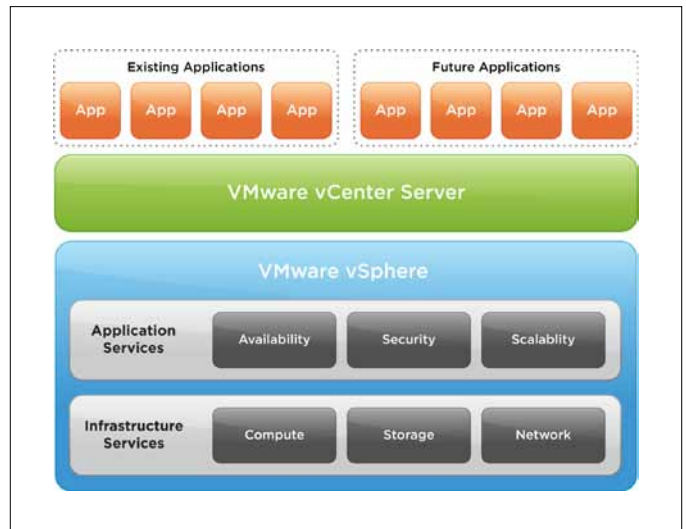 Existing Applications
Future Applications
App
App
App
App
App
App
App
App
VMware vCenter Server
VMware vSphere
Application
Services
Availability
Security
Scalablity
Infrastructure
Services
Compute
Storage
Network